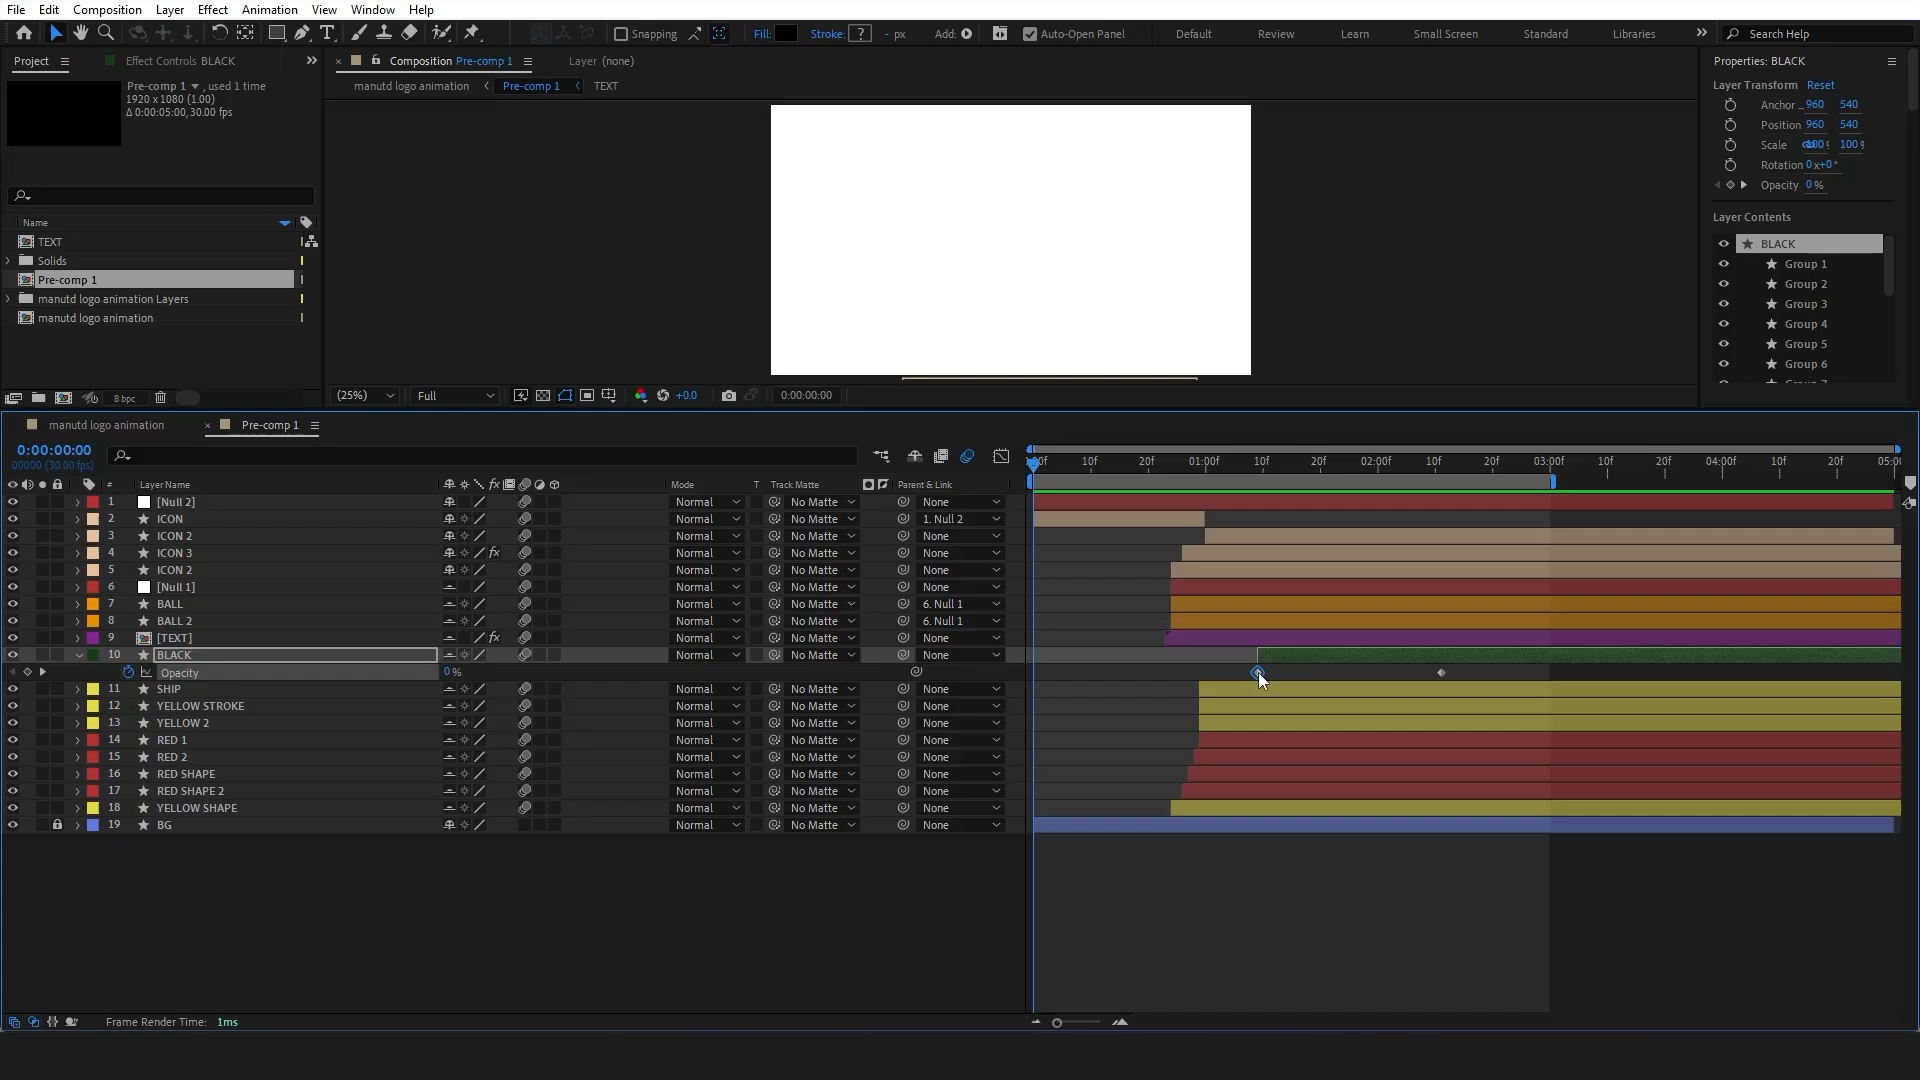 File Edit Composition Layer Effect Animation View Window Help
Snapping Fill: Stroke: ? - px Add: Auto-Open Panel Default Review Learn Small Screen Standard Libraries Search Help
Project Effect Controls BLACK
Composition Pre-comp 1 Layer (none)
Properties: BLACK
Pre-comp 1 , used 1 time
1920 x 1080 (1.00)
Δ 0:00:05:00, 30.00 fps
manutd logo animation Pre-comp 1 TEXT
Layer Transform Reset
Anchor 960 540
Position 960 540
Scale 100 100
Rotation 0x+0°
Opacity 0%
Layer Contents
BLACK
Group 1
Group 2
Group 3
Group 4
Group 5
Group 6
Name
TEXT
Solids
Pre-comp 1
manutd logo animation Layers
manutd logo animation
8 bpc
(25%) Full +0.0 0:00:00:00
manutd logo animation Pre-comp 1
0:00:00:00
00000 (30.00 fps)
10f 20f 01:00f 10f 20f 02:00f 10f 20f 03:00f 10f 20f 04:00f 10f 20f
# Layer Name fx Mode T Track Matte Parent & Link
1 [Null 2] Normal No Matte None
2 ICON Normal No Matte 1. Null 2
3 ICON 2 Normal No Matte None
4 ICON 3 fx Normal No Matte None
5 ICON 2 Normal No Matte None
6 [Null 1] Normal No Matte None
7 BALL Normal No Matte 6. Null 1
8 BALL 2 Normal No Matte 6. Null 1
9 [TEXT] fx Normal No Matte None
10 BLACK Normal No Matte None
Opacity 0%
11 SHIP Normal No Matte None
12 YELLOW STROKE Normal No Matte None
13 YELLOW 2 Normal No Matte None
14 RED 1 Normal No Matte None
15 RED 2 Normal No Matte None
16 RED SHAPE Normal No Matte None
17 RED SHAPE 2 Normal No Matte None
18 YELLOW SHAPE Normal No Matte None
19 BG Normal No Matte None
Frame Render Time: 1ms